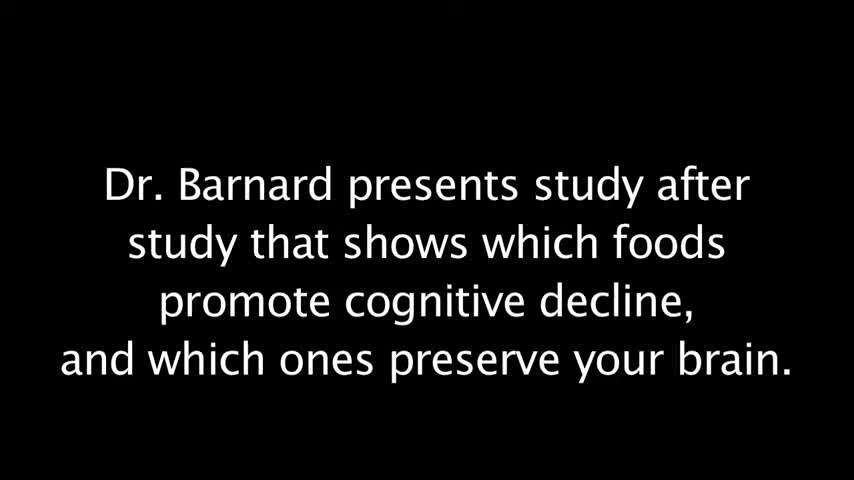 Dr. Barnard presents study after
study that shows which foods
promote cognitive decline,
and which ones preserve your brain.